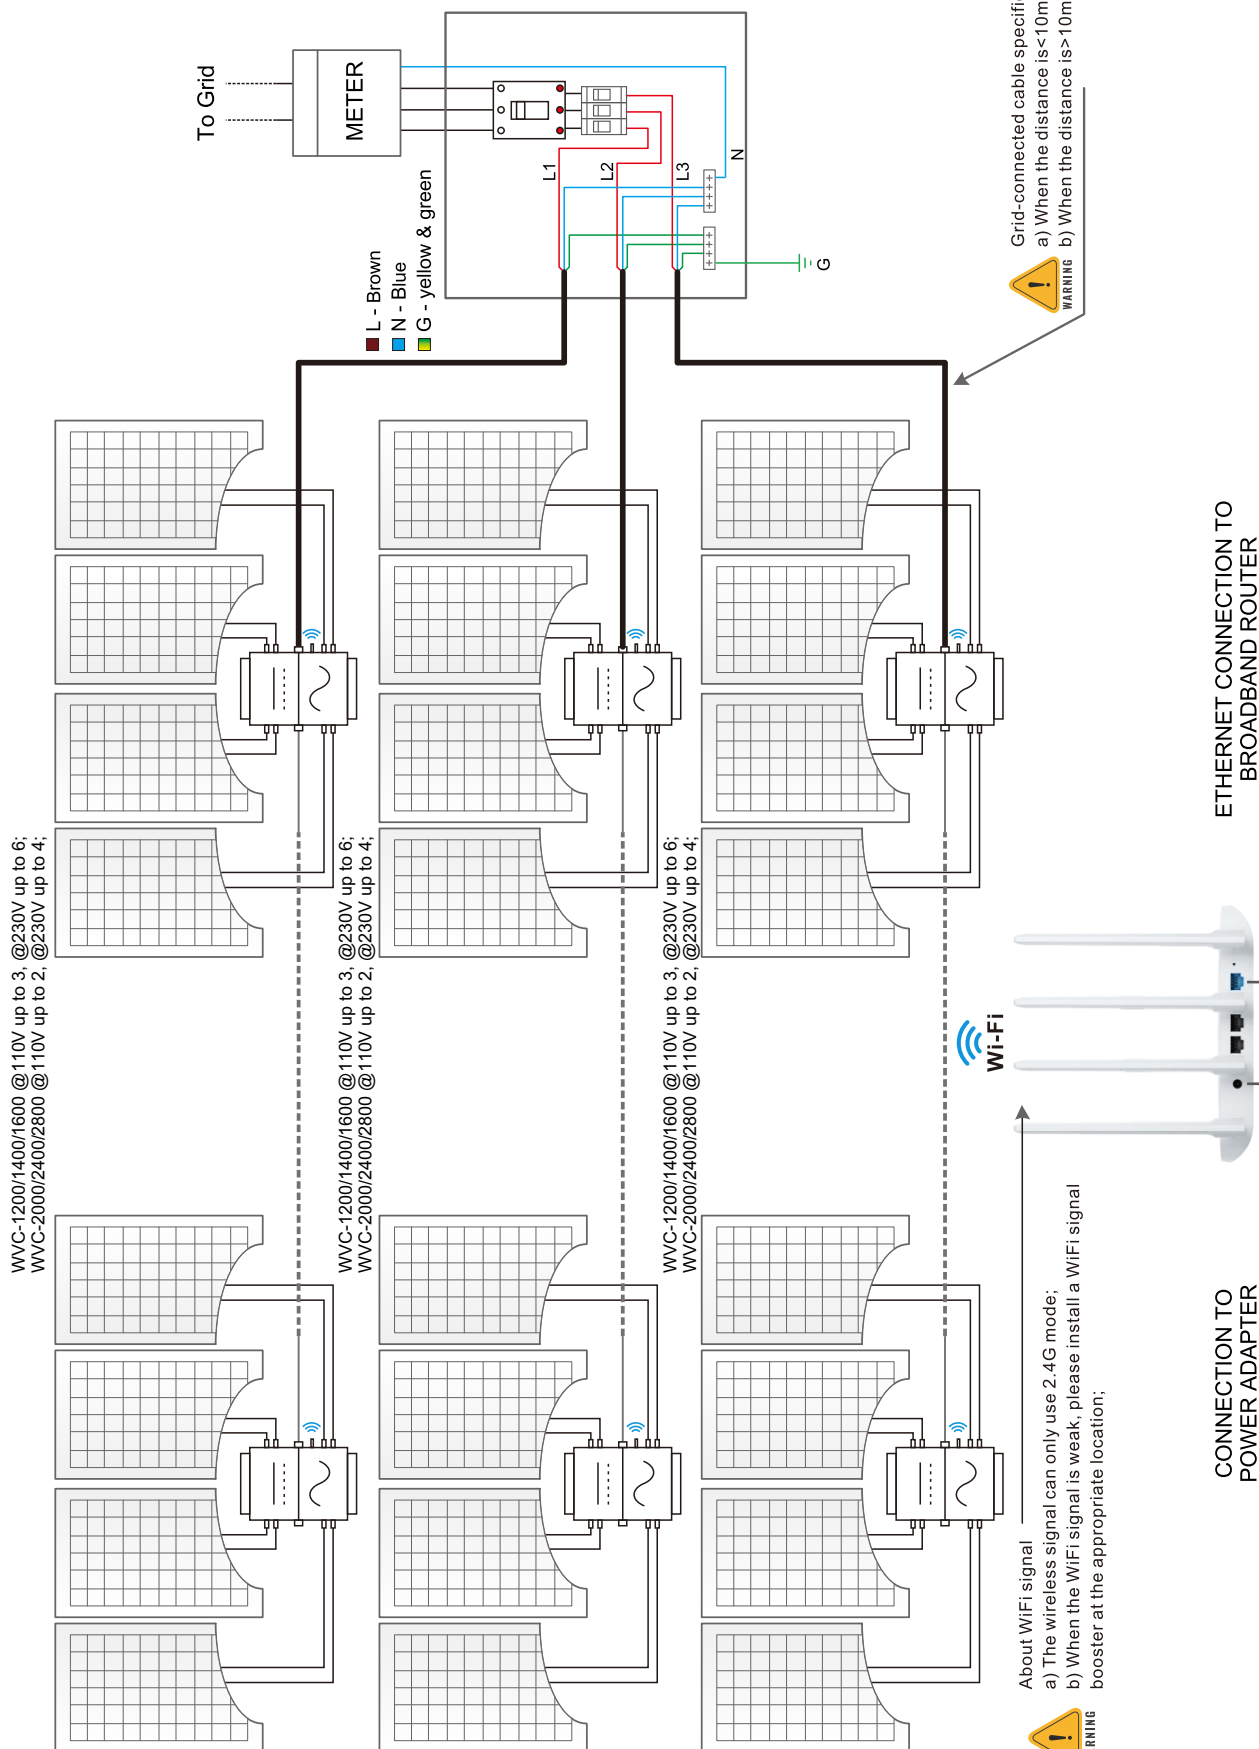 To Grid
METER
L1
L2
L3
N
G
L - Brown
N - Blue
G - yellow & green
Grid-connected cable specifi
a) When the distance is<10m
b) When the distance is>10m
WARNING
WVC-1200/1400/1600 @110V up to 3, @230V up to 6;
WVC-2000/2400/2800 @110V up to 2, @230V up to 4;
WVC-1200/1400/1600 @110V up to 3, @230V up to 6;
WVC-2000/2400/2800 @110V up to 2, @230V up to 4;
WVC-1200/1400/1600 @110V up to 3, @230V up to 6;
WVC-2000/2400/2800 @110V up to 2, @230V up to 4;
Wi-Fi
About WiFi signal
a) The wireless signal can only use 2.4G mode;
b) When the WiFi signal is weak, please install a WiFi signal
booster at the appropriate location;
RNING
CONNECTION TO
POWER ADAPTER
ETHERNET CONNECTION TO
BROADBAND ROUTER